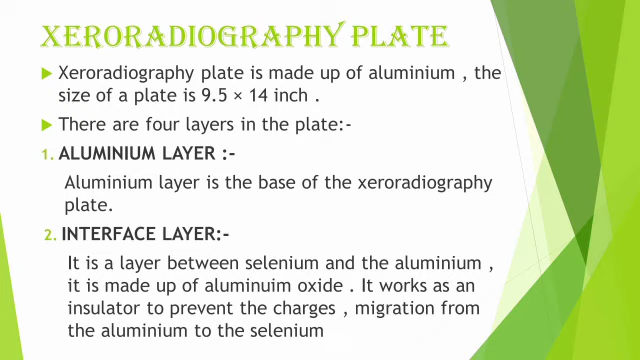 XERORADIOGRAPHY PLATE
Xeroradiography plate is made up of aluminium , the
size of a plate is 9.5 × 14 inch .
There are four layers in the plate:-
1. ALUMINIUM LAYER :-
Aluminium layer is the base of the xeroradiography
plate.
2. INTERFACE LAYER:-
It is a layer between selenium and the aluminium ,
it is made up of aluminuim oxide . It works as an
insulator to prevent the charges , migration from
the aluminium to the selenium